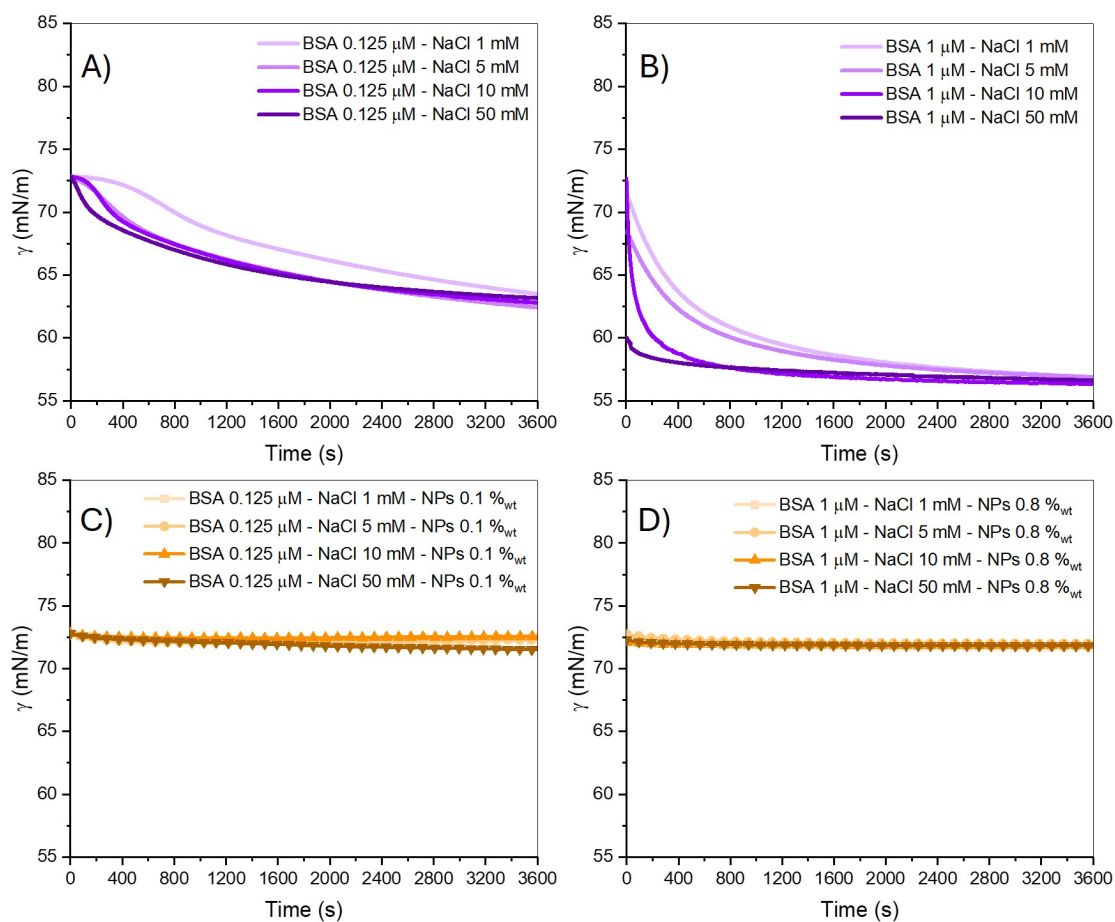 A)
BSA 0.125 μM - NaCl 1 mM
BSA 0.125 μM - NaCl 5 mM
BSA 0.125 μM - NaCl 10 mM
BSA 0.125 μM - NaCl 50 mM
85
80
75
70
65
60
55
γ (mN/m)
0 400 800 1200 1600 2000 2400 2800 3200 3600
Time (s)
B)
BSA 1 μM - NaCl 1 mM
BSA 1 μM - NaCl 5 mM
BSA 1 μM - NaCl 10 mM
BSA 1 μM - NaCl 50 mM
85
80
75
70
65
60
55
γ (mN/m)
0 400 800 1200 1600 2000 2400 2800 3200 3600
Time (s)
C)
BSA 0.125 μM - NaCl 1 mM - NPs 0.1 %wt
BSA 0.125 μM - NaCl 5 mM - NPs 0.1 %wt
BSA 0.125 μM - NaCl 10 mM - NPs 0.1 %wt
BSA 0.125 μM - NaCl 50 mM - NPs 0.1 %wt
85
80
75
70
65
60
55
γ (mN/m)
0 400 800 1200 1600 2000 2400 2800 3200 3600
Time (s)
D)
BSA 1 μM - NaCl 1 mM - NPs 0.8 %wt
BSA 1 μM - NaCl 5 mM - NPs 0.8 %wt
BSA 1 μM - NaCl 10 mM - NPs 0.8 %wt
BSA 1 μM - NaCl 50 mM - NPs 0.8 %wt
85
80
75
70
65
60
55
γ (mN/m)
0 400 800 1200 1600 2000 2400 2800 3200 3600
Time (s)